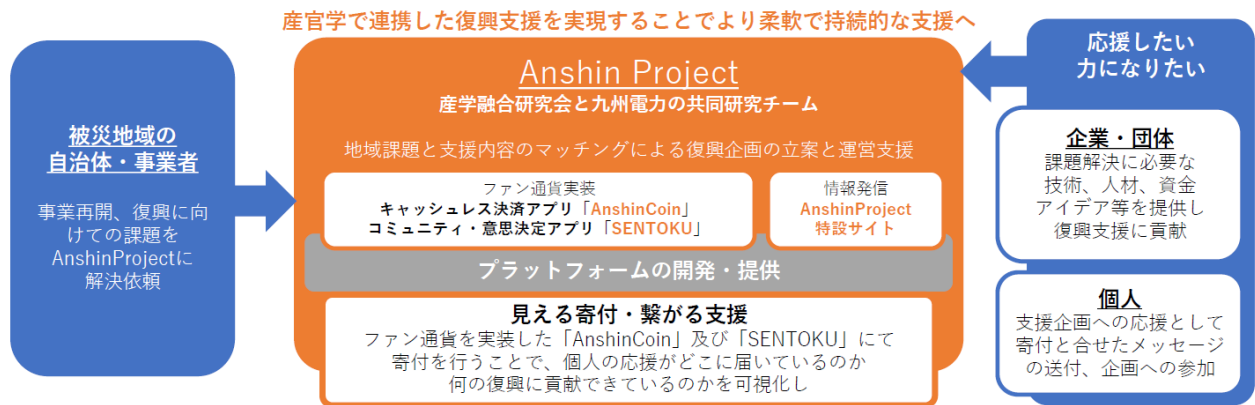 産官学で連携した復興支援を実現することでより柔軟で持続的な支援へ
被災地域の
自治体・事業者
事業再開、復興に向
けての課題を
AnshinProjectに
解決依頼
Anshin Project
産学融合研究会と九州電力の共同研究チーム
地域課題と支援内容のマッチングによる復興企画の立案と運営支援
ファン通貨実装
キャッシュレス決済アプリ「AnshinCoin」
コミュニティ・意思決定アプリ「SENTOKU」
情報発信
AnshinProject
特設サイト
プラットフォームの開発・提供
見える寄付・繋がる支援
ファン通貨を実装した「AnshinCoin」及び「SENTOKU」にて
寄付を行うことで、個人の応援がどこに届いているのか
何の復興に貢献できているのかを可視化し
応援したい
力になりたい
企業・団体
課題解決に必要な
技術、人材、資金
アイデア等を提供し
復興支援に貢献
個人
支援企画への応援として
寄付と合せたメッセージ
の送付、企画への参加